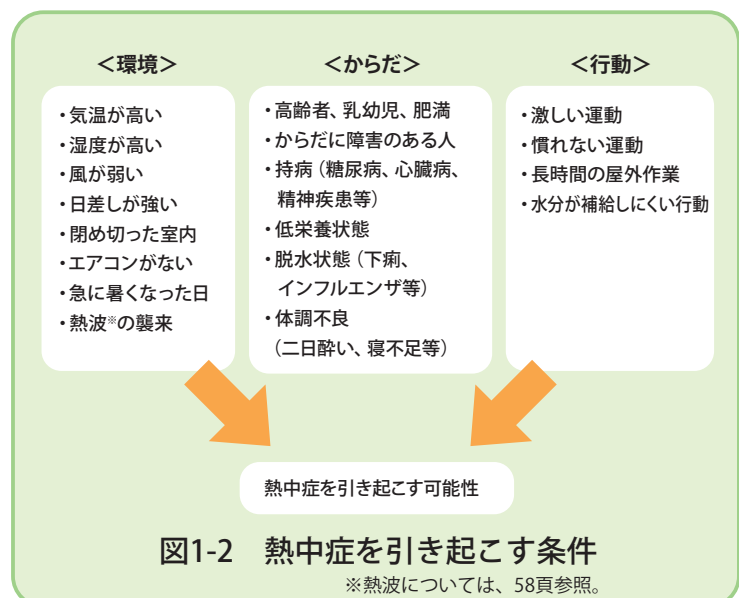 ＜環境＞
・気温が高い
・湿度が高い
・風が弱い
・日差しが強い
・閉め切った室内
・エアコンがない
・急に暑くなった日
・熱波※の襲来
＜からだ＞
・高齢者、乳幼児、肥満
・からだに障害のある人
・持病（糖尿病、心臓病、
精神疾患等）
・低栄養状態
・脱水状態（下痢、
インフルエンザ等）
・体調不良
（二日酔い、寝不足等）
＜行動＞
・激しい運動
・慣れない運動
・長時間の屋外作業
・水分が補給しにくい行動
熱中症を引き起こす可能性
図1-2　熱中症を引き起こす条件
※熱波については、58頁参照。